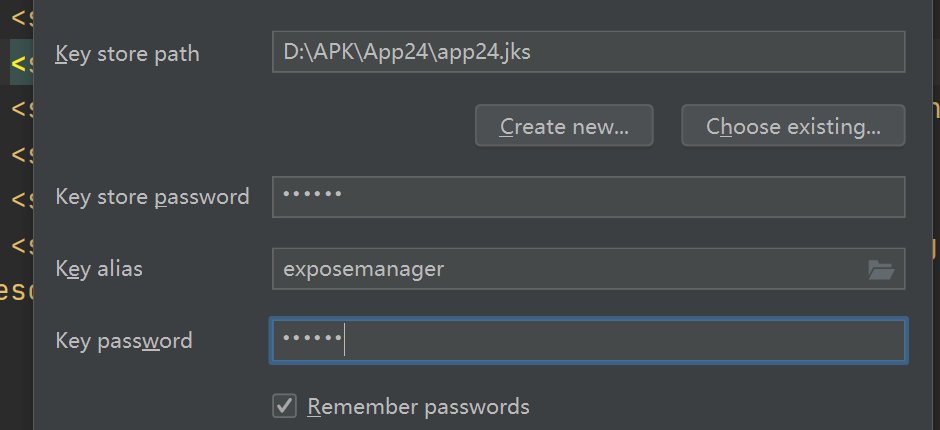 Key store path
D:\APK\App24\app24.jks
Create new...
Choose existing...
Key store password
••••••
Key alias
exposemanager
Key password
••••••
Remember passwords